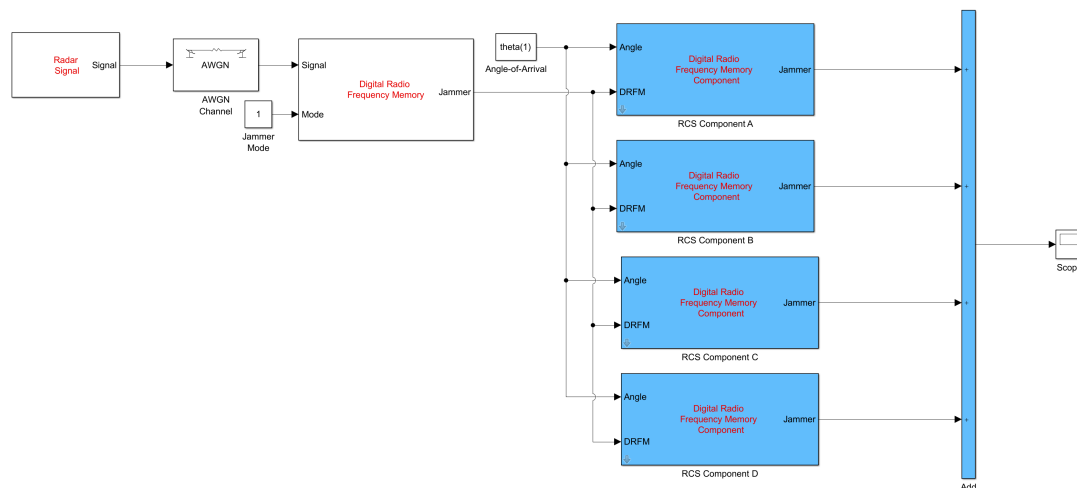 Radar
Signal
Signal
AWGN
AWGN
Channel
1
Jammer
Mode
Signal
Mode
Digital Radio
Frequency Memory
Jammer
theta(1)
Angle-of-Arrival
Angle
DRFM
Digital Radio
Frequency Memory
Component
Jammer
RCS Component A
Angle
DRFM
Digital Radio
Frequency Memory
Component
Jammer
RCS Component B
Angle
DRFM
Digital Radio
Frequency Memory
Component
Jammer
RCS Component C
Angle
DRFM
Digital Radio
Frequency Memory
Component
Jammer
RCS Component D
+
+
+
+
Add
Scop